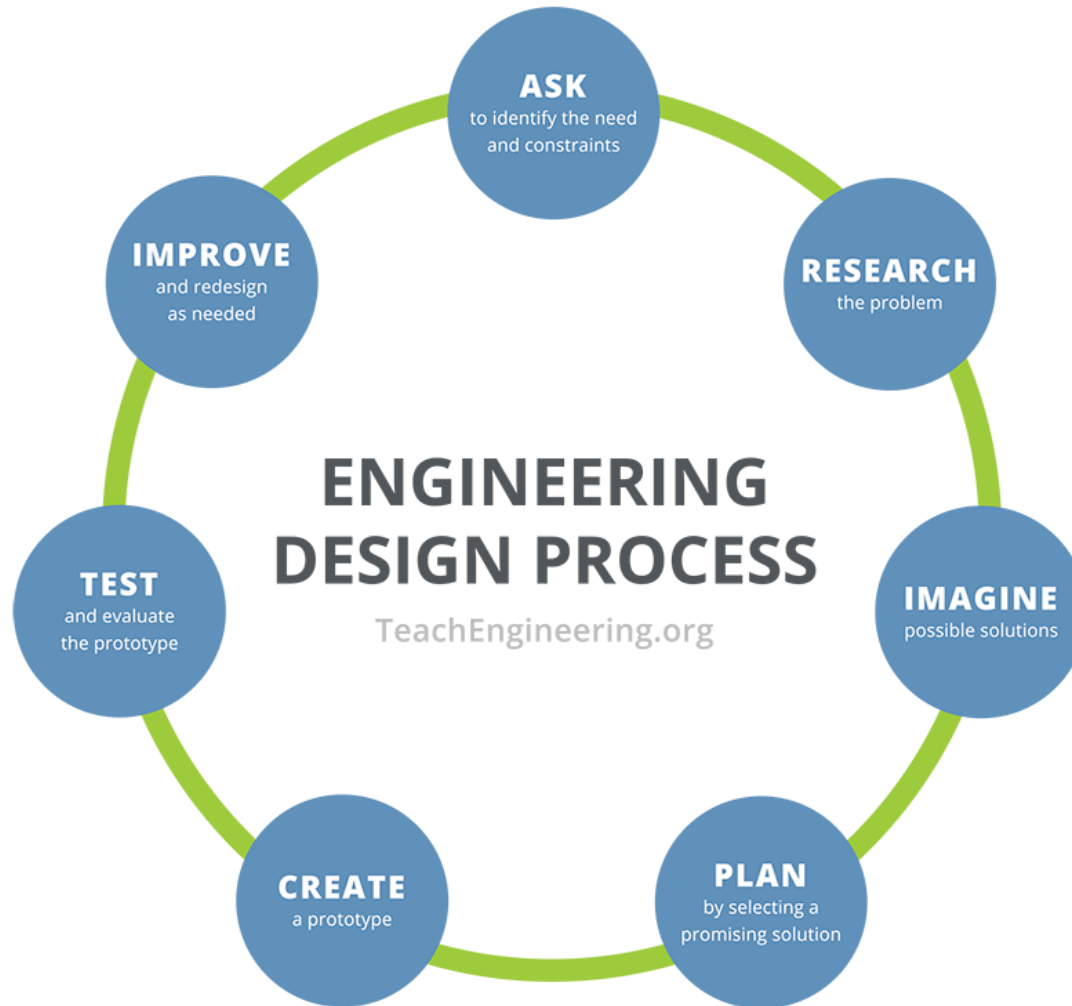 ASK
to identify the need
and constraints
RESEARCH
the problem
IMAGINE
possible solutions
PLAN
by selecting a
promising solution
CREATE
a prototype
TEST
and evaluate
the prototype
IMPROVE
and redesign
as needed
ENGINEERING
DESIGN PROCESS
TeachEngineering.org